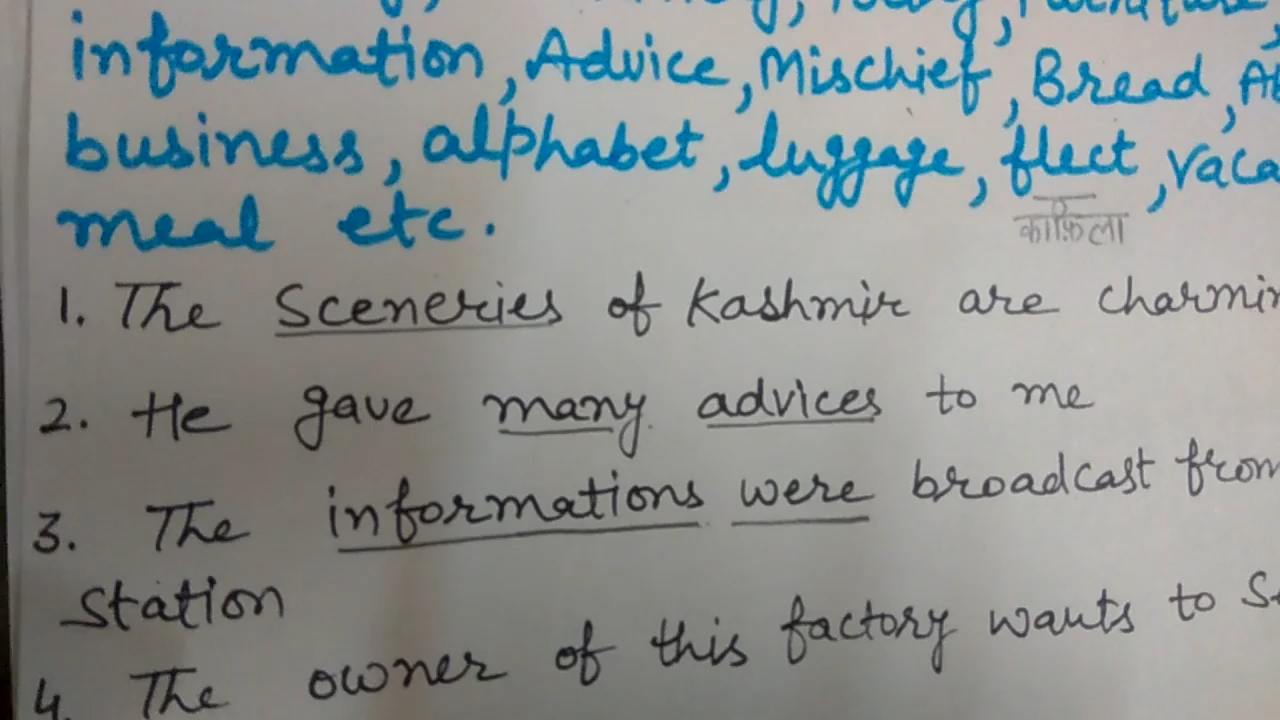 information, Advice, Mischief, Bread,
business, alphabet, luggage, fleet,
काफ़िला
meal etc.
1. The Sceneries of Kashmir are
2. He gave many advices to me
3. The informations were broadcast from
Station
4. The owner of this factory wants to